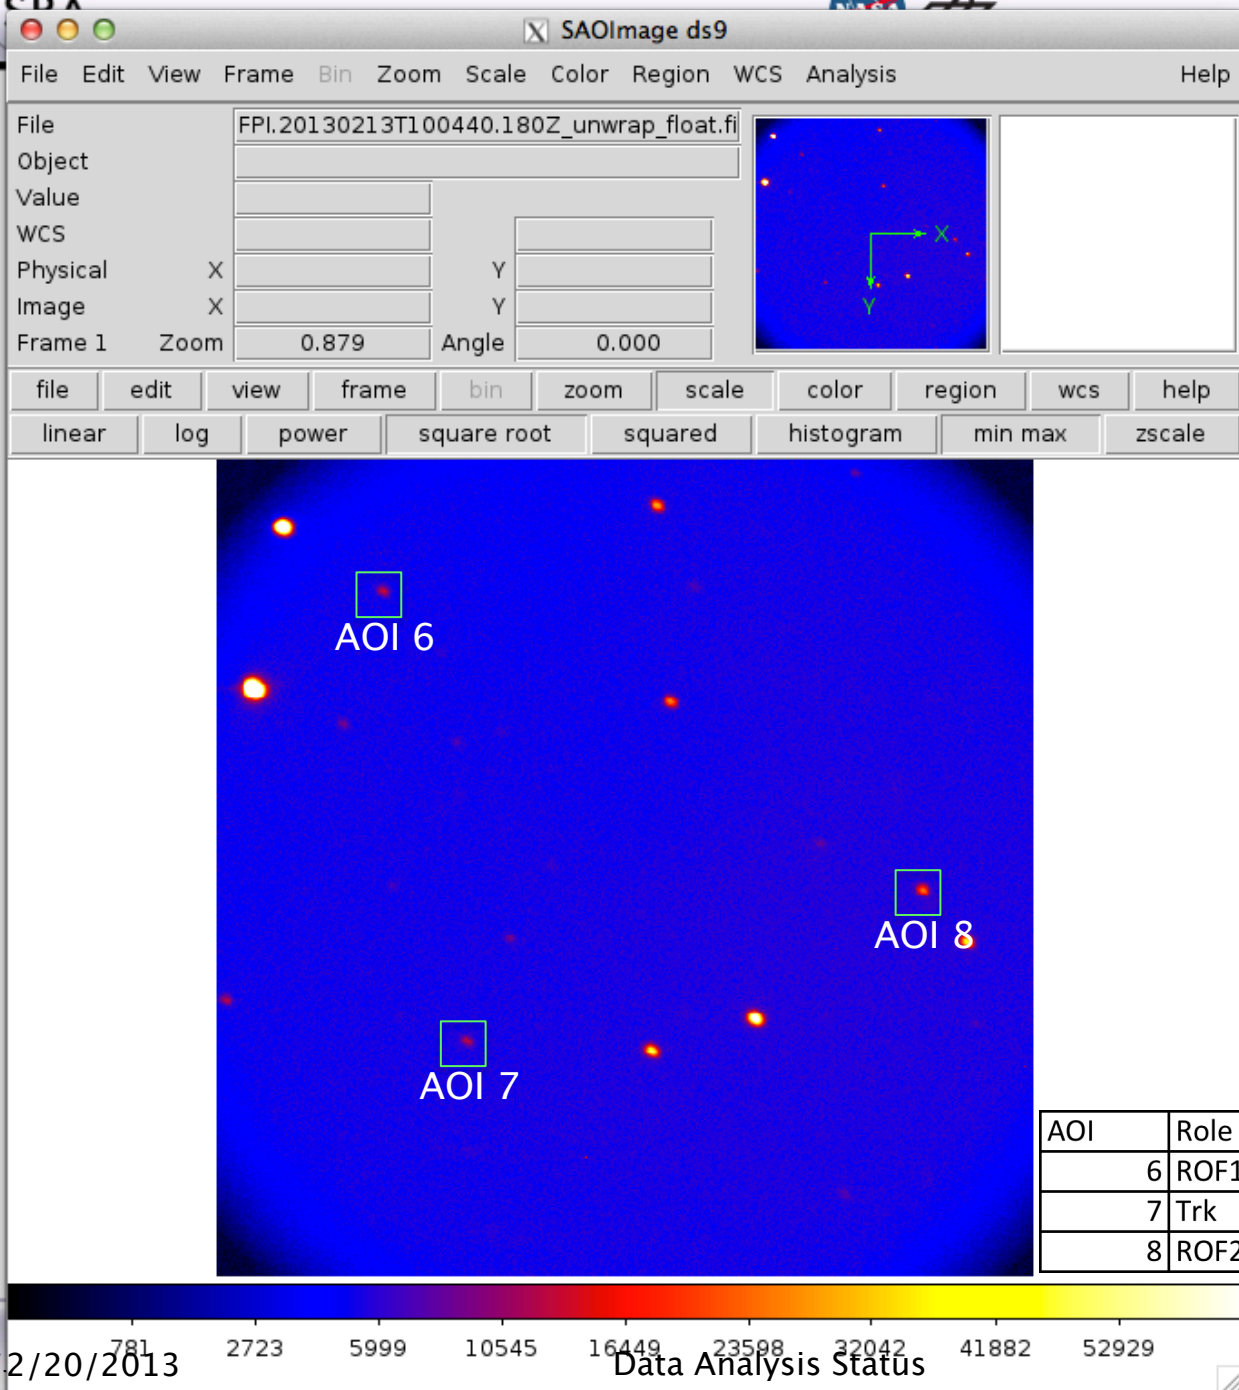 SAOImage ds9
File Edit View Frame Bin Zoom Scale Color Region WCS Analysis Help
File FPI.20130213T100440.180Z_unwrap_float.fi
Object
Value
WCS
Physical X Y
Image X Y
Frame 1 Zoom 0.879 Angle 0.000
X
Y
file edit view frame bin zoom scale color region wcs help
linear log power square root squared histogram min max zscale
AOI 6
AOI 8
AOI 7
AOI Role
6 ROF1
7 Trk
8 ROF2
781 2723 5999 10545 16449 23598 32042 41882 52929
2/20/2013 Data Analysis Status